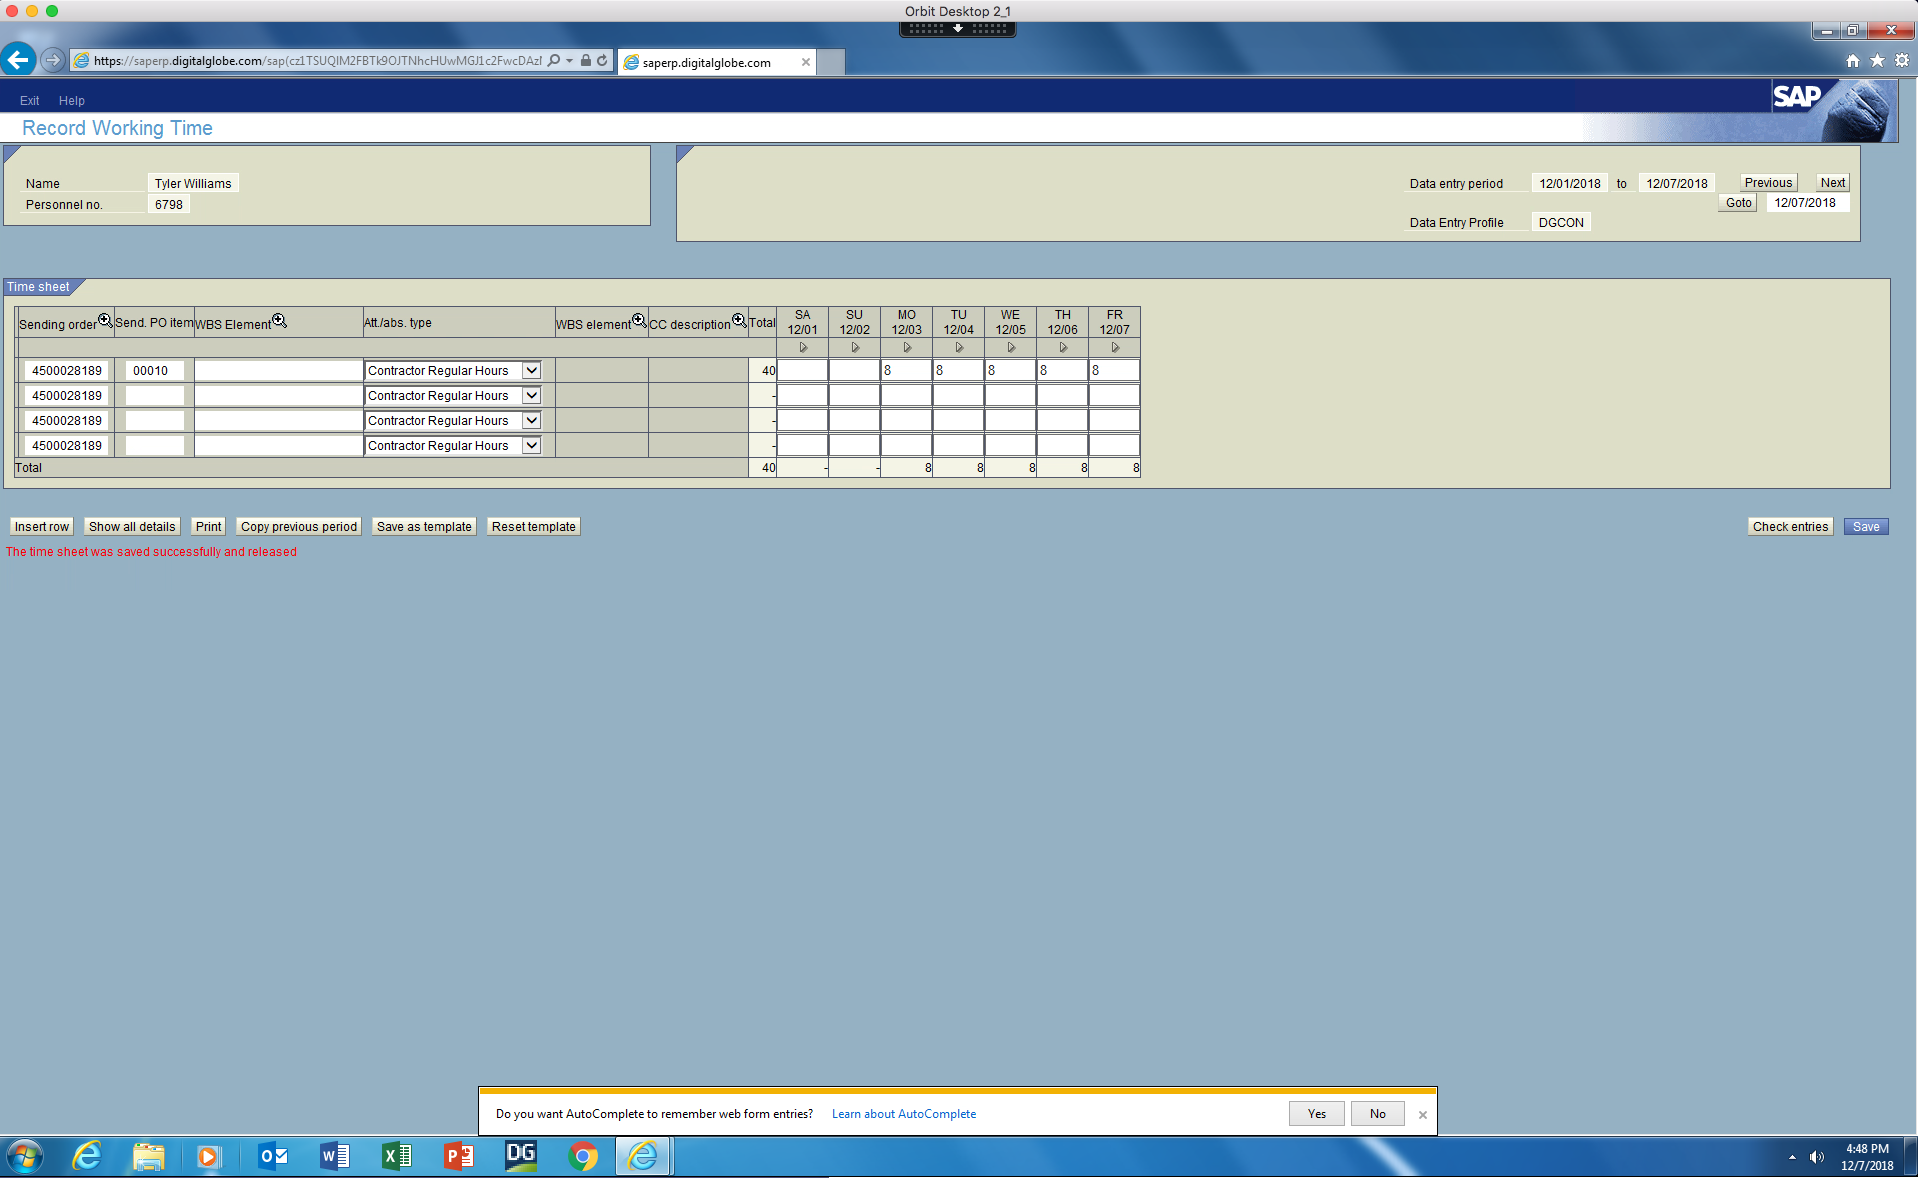 Orbit Desktop 2_1
https://saperp.digitalglobe.com/sap(cz1TSUQlM2FBTk9OJTNhcHUwMGJ1c2FwcDAzl
saperp.digitalglobe.com
Exit Help
SAP
Record Working Time
Name Tyler Williams
Personnel no. 6798
Data entry period 12/01/2018 to 12/07/2018 Previous Next
Goto 12/07/2018
Data Entry Profile DGCON
Time sheet
Sending order Send. PO item WBS Element Att./abs. type WBS element CC description Total SA SU MO TU WE TH FR
12/01 12/02 12/03 12/04 12/05 12/06 12/07
4500028189 00010 Contractor Regular Hours 40 8 8 8 8 8
4500028189 Contractor Regular Hours -
4500028189 Contractor Regular Hours -
4500028189 Contractor Regular Hours -
Total 40 - - 8 8 8 8 8
Insert row Show all details Print Copy previous period Save as template Reset template Check entries Save
The time sheet was saved successfully and released
Do you want AutoComplete to remember web form entries? Learn about AutoComplete Yes No
DG
4:48 PM
12/7/2018